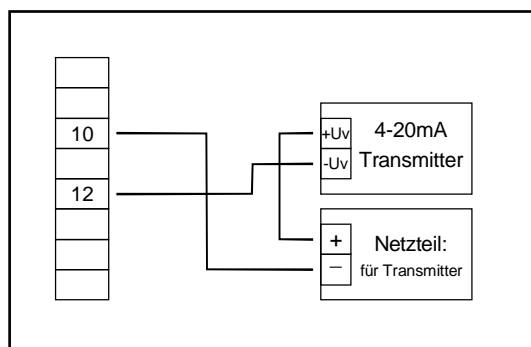 10
12
+Uv
-Uv
4-20mA
Transmitter
+
–
Netzteil:
für Transmitter